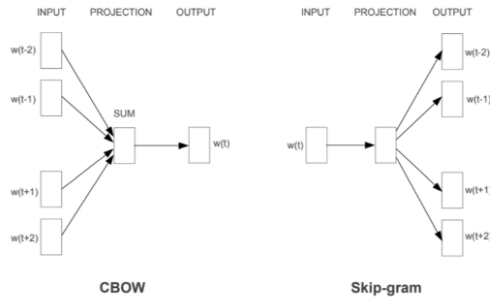 INPUT PROJECTION OUTPUT
w(t-2)
w(t-1)
SUM
w(t)
w(t+1)
w(t+2)
CBOW
INPUT PROJECTION OUTPUT
w(t-2)
w(t-1)
w(t)
w(t+1)
w(t+2)
Skip-gram